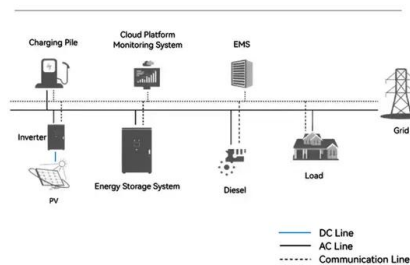 Charging Pile
Cloud Platform
Monitoring System
EMS
Grid
Inverter
PV
Energy Storage System
Diesel
Load
DC Line
AC Line
Communication Line